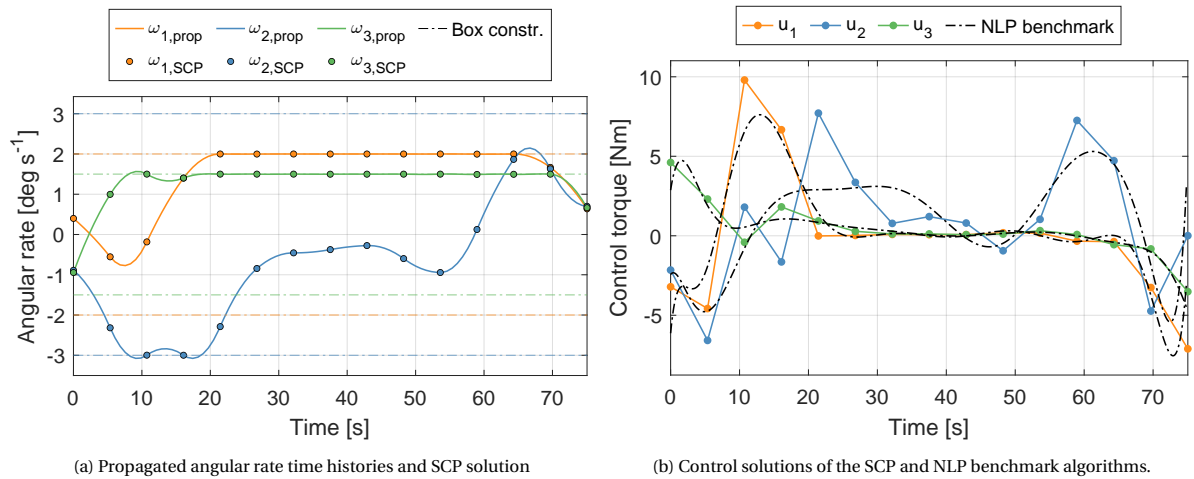 ω1,prop ω2,prop ω3,prop Box constr.
ω1,SCP ω2,SCP ω3,SCP
3
2
1
0
-1
-2
-3
Angular rate [deg s-1]
0 10 20 30 40 50 60 70
Time [s]
(a) Propagated angular rate time histories and SCP solution
u1 u2 u3 NLP benchmark
10
5
0
-5
Control torque [Nm]
0 10 20 30 40 50 60 70
Time [s]
(b) Control solutions of the SCP and NLP benchmark algorithms.